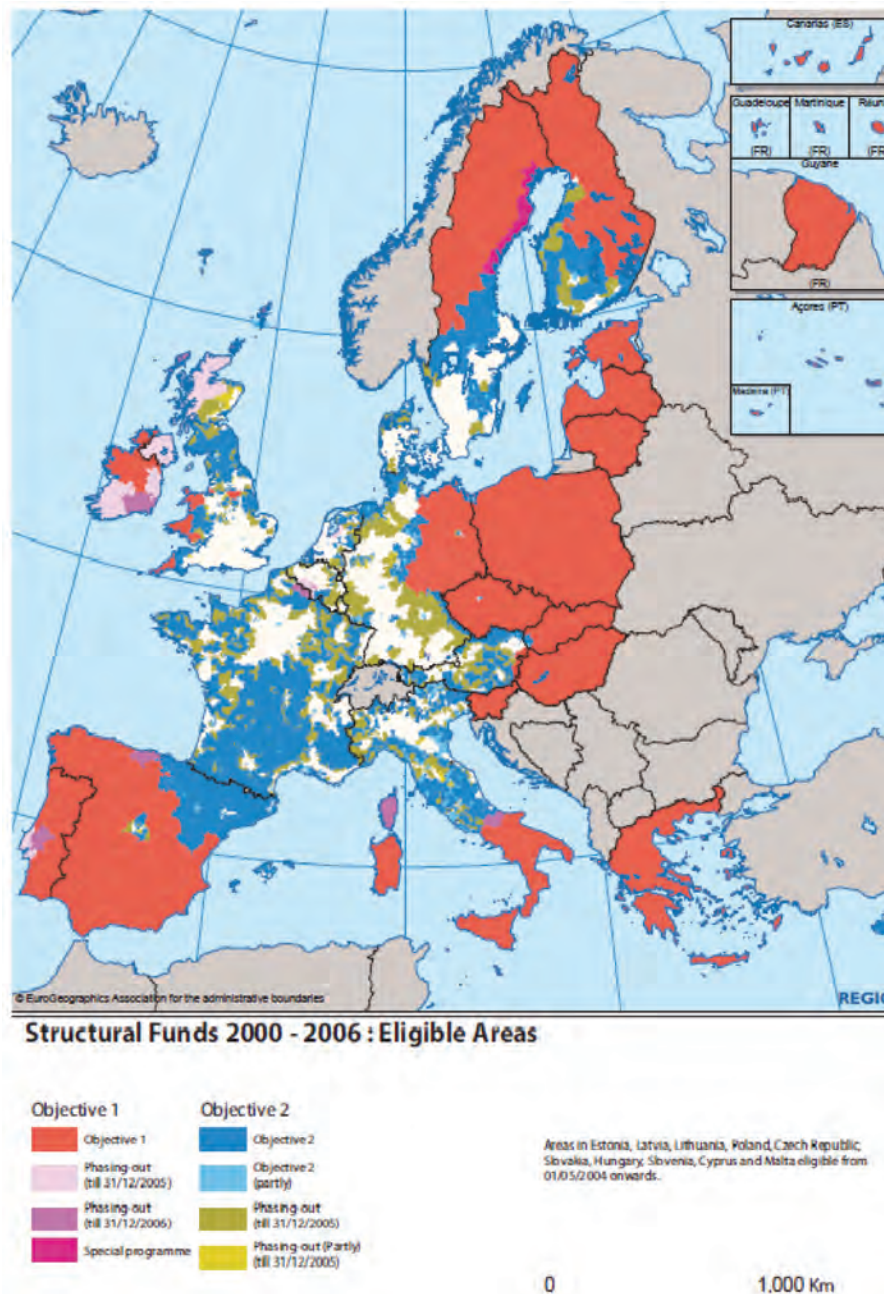 Canarias (ES)
Guadeloupe
Martinique
(FR)
(FR)
Guyane
(FR)
Açores (PT)
Madeira (PT)
© EuroGeographics Association for the administrative boundaries
REGIO
Structural Funds 2000 - 2006 : Eligible Areas
Objective 1
Objective 1
Phasing-out
(till 31/12/2005)
Phasing-out
(till 31/12/2006)
Special programme
Objective 2
Objective 2
Objective 2
(partly)
Phasing-out
(till 31/12/2005)
Phasing-out (Partly)
(till 31/12/2005)
Areas in Estonia, Latvia, Lithuania, Poland, Czech Republic,
Slovakia, Hungary, Slovenia, Cyprus and Malta eligible from
01/05/2004 onwards.
0 1,000 Km